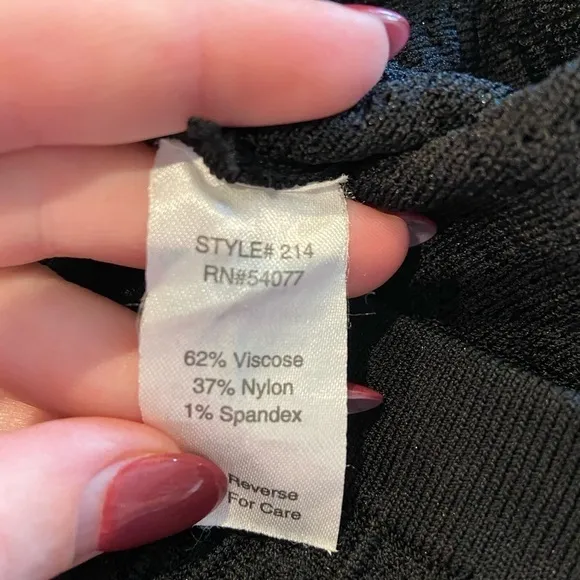 STYLE# 214
RN#54077
62% Viscose
37% Nylon
1% Spandex
Reverse
For Care